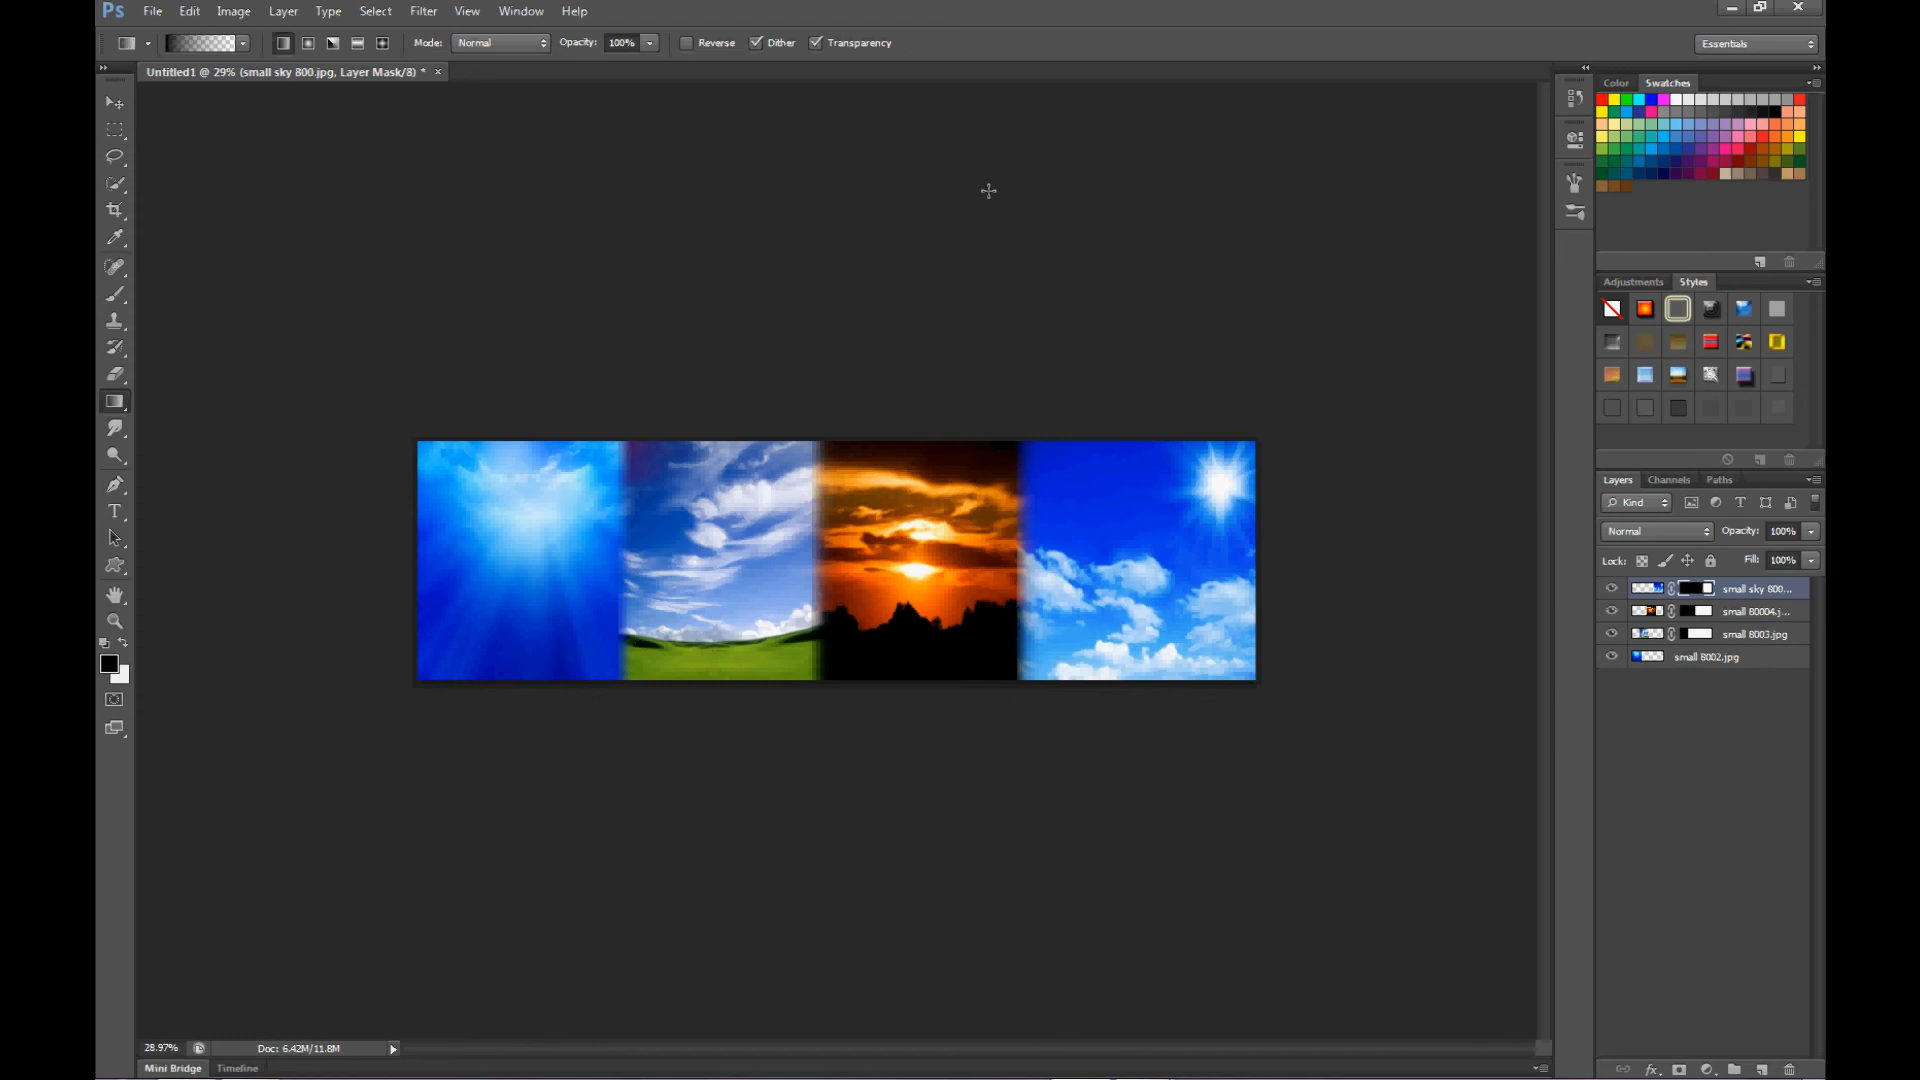 Ps File Edit Image Layer Type Select Filter View Window Help
Mode: Normal Opacity: 100% Reverse Dither Transparency Essentials
Untitled1 @ 29% (small sky 800.jpg, Layer Mask/8) * ×
Color Swatches
Adjustments Styles
Layers Channels Paths
Kind
Normal Opacity: 100%
Lock: Fill: 100%
small sky 800...
small 80004.j...
small 8003.jpg
small 8002.jpg
28.97% Doc: 6.42M/11.8M
Mini Bridge Timeline